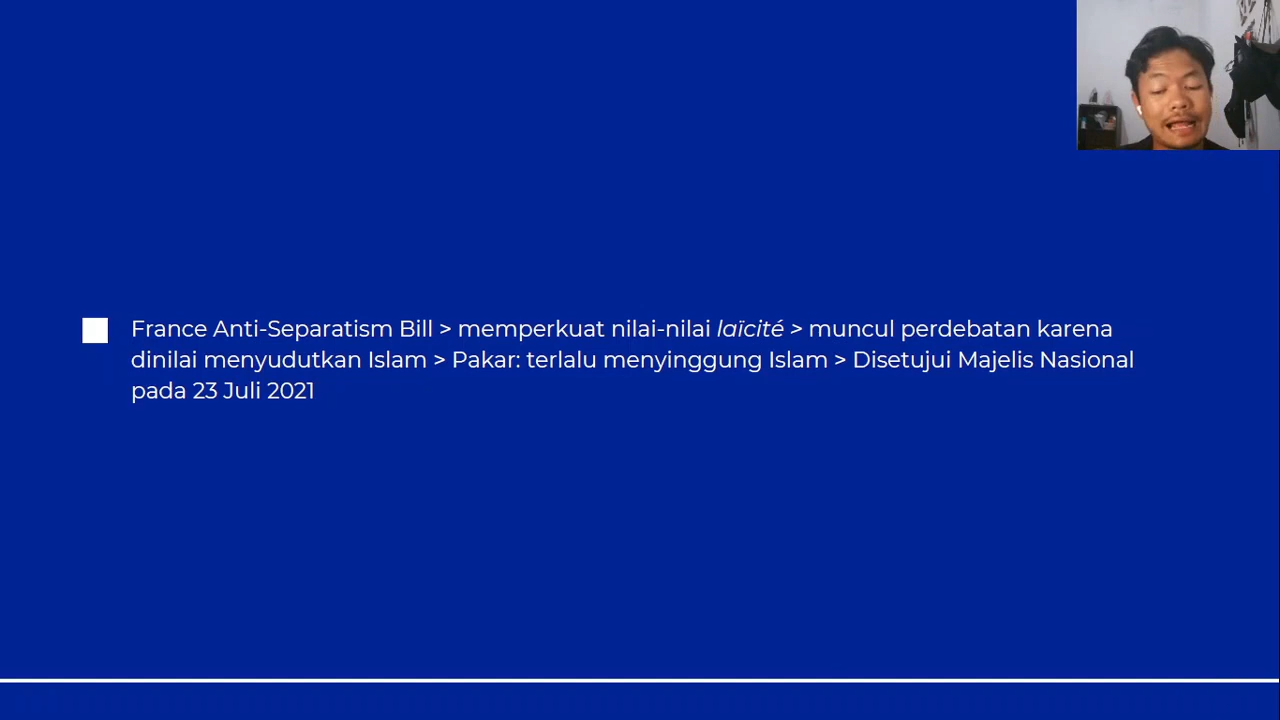 France Anti-Separatism Bill > memperkuat nilai-nilai laïcité > muncul perdebatan karena
dinilai menyudutkan Islam > Pakar: terlalu menyinggung Islam > Disetujui Majelis Nasional
pada 23 Juli 2021